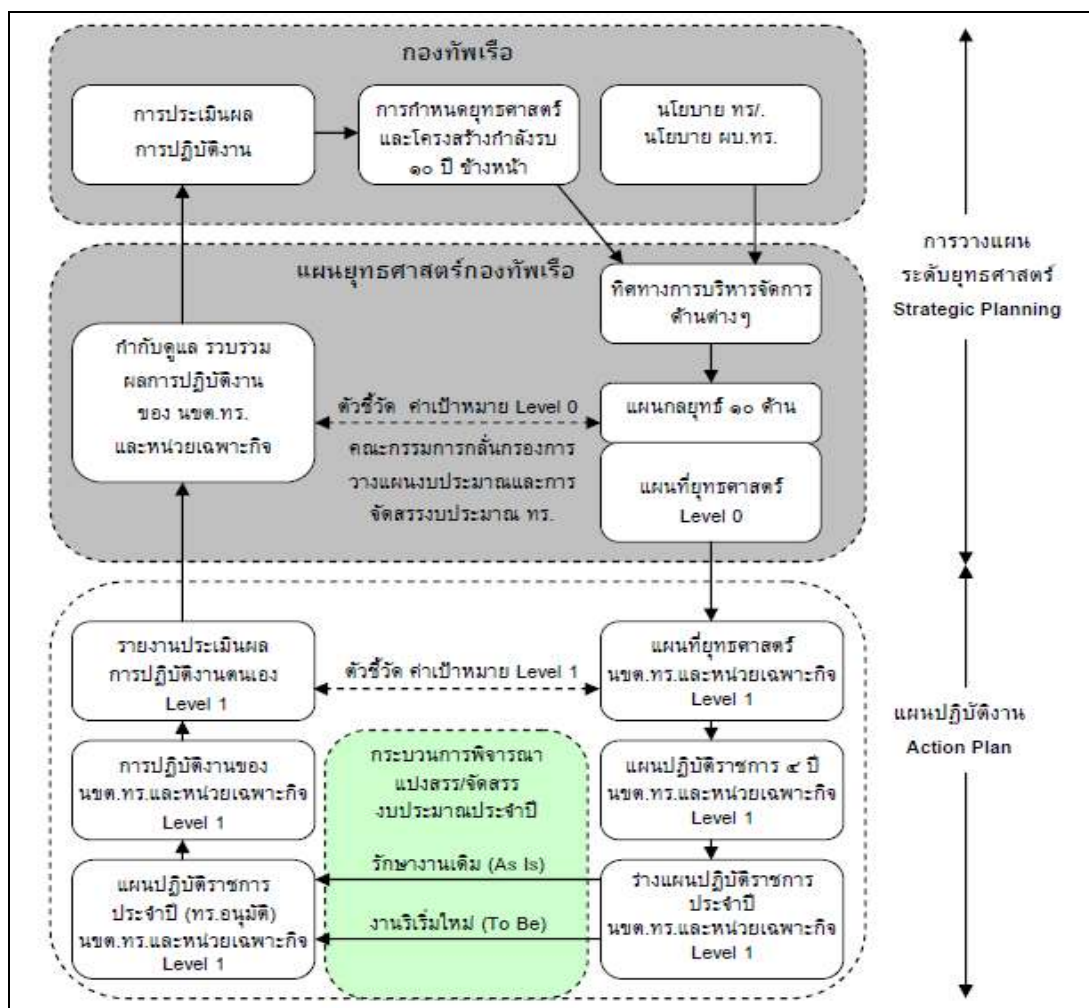 กองทัพเรือ
การประเมินผล
การปฏิบัติงาน
การกำหนดยุทธศาสตร์
และโครงสร้างกำลังรบ
๑๐ ปี ข้างหน้า
นโยบาย ทร/.
นโยบาย ผบ.ทร.
การวางแผน
ระดับยุทธศาสตร์
Strategic Planning
แผนยุทธศาสตร์กองทัพเรือ
ทิศทางการบริหารจัดการ
ด้านต่างๆ
กำกับดูแล รวบรวม
ผลการปฏิบัติงาน
ของ นขต.ทร.
และหน่วยเฉพาะกิจ
ตัวชี้วัด ค่าเป้าหมาย Level 0
คณะกรรมการกลั่นกรองการ
วางแผนงบประมาณและการ
จัดสรรงบประมาณ ทร.
แผนกลยุทธ์ ๑๐ ด้าน
แผนที่ยุทธศาสตร์
Level 0
รายงานประเมินผล
การปฏิบัติงานตนเอง
Level 1
ตัวชี้วัด ค่าเป้าหมาย Level 1
แผนที่ยุทธศาสตร์
นขต.ทร.และหน่วยเฉพาะกิจ
Level 1
แผนปฏิบัติงาน
Action Plan
การปฏิบัติงานของ
นขต.ทร.และหน่วยเฉพาะกิจ
Level 1
กระบวนการพิจารณา
แบ่งสรร/จัดสรร
งบประมาณประจำปี
แผนปฏิบัติราชการ ๔ ปี
นขต.ทร.และหน่วยเฉพาะกิจ
Level 1
แผนปฏิบัติราชการ
ประจำปี (ทร.อนุมัติ)
นขต.ทร.และหน่วยเฉพาะกิจ
Level 1
รักษางานเดิม (As Is)
งานริเริ่มใหม่ (To Be)
ร่างแผนปฏิบัติราชการ
ประจำปี
นขต.ทร.และหน่วยเฉพาะกิจ
Level 1